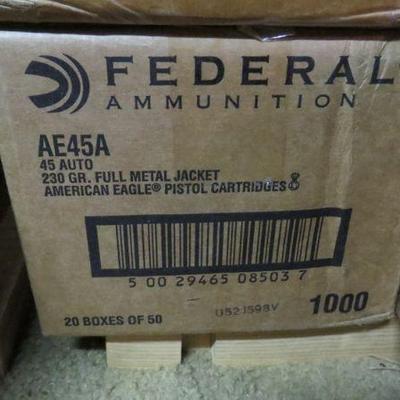 FEDERAL
AMMUNITION
AE45A
45 AUTO
230 GR. FULL METAL JACKET
AMERICAN EAGLE® PISTOL CARTRIDGES
5 00 29465 08503 7
20 BOXES OF 50
1000